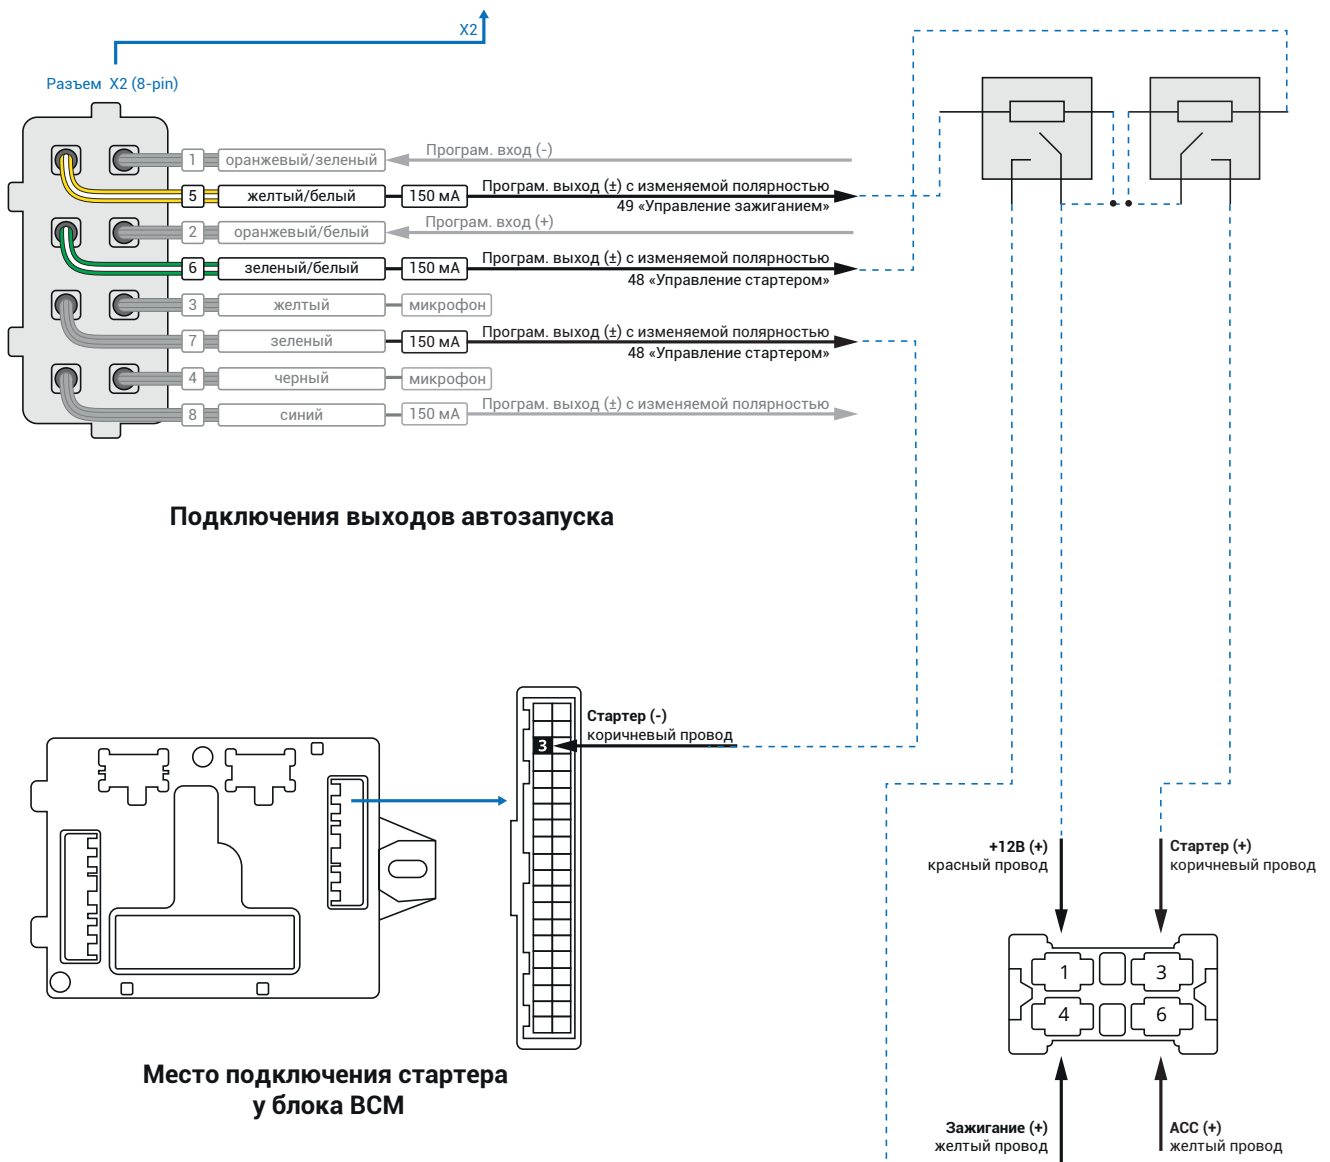 X2
Разъем X2 (8-pin)
1 оранжевый/зеленый Програм. вход (-)
5 желтый/белый 150 мА Програм. выход (±) с изменяемой полярностью
49 «Управление зажиганием»
2 оранжевый/белый Програм. вход (+)
6 зеленый/белый 150 мА Програм. выход (±) с изменяемой полярностью
48 «Управление стартером»
3 желтый микрофон
7 зеленый 150 мА Програм. выход (±) с изменяемой полярностью
48 «Управление стартером»
4 черный микрофон
8 синий 150 мА Програм. выход (±) с изменяемой полярностью
Подключения выходов автозапуска
Стартер (-)
коричневый провод
3
Место подключения стартера
у блока BCM
+12В (+)
красный провод
Стартер (+)
коричневый провод
1 3
4 6
Зажигание (+)
желтый провод
ACC (+)
желтый провод